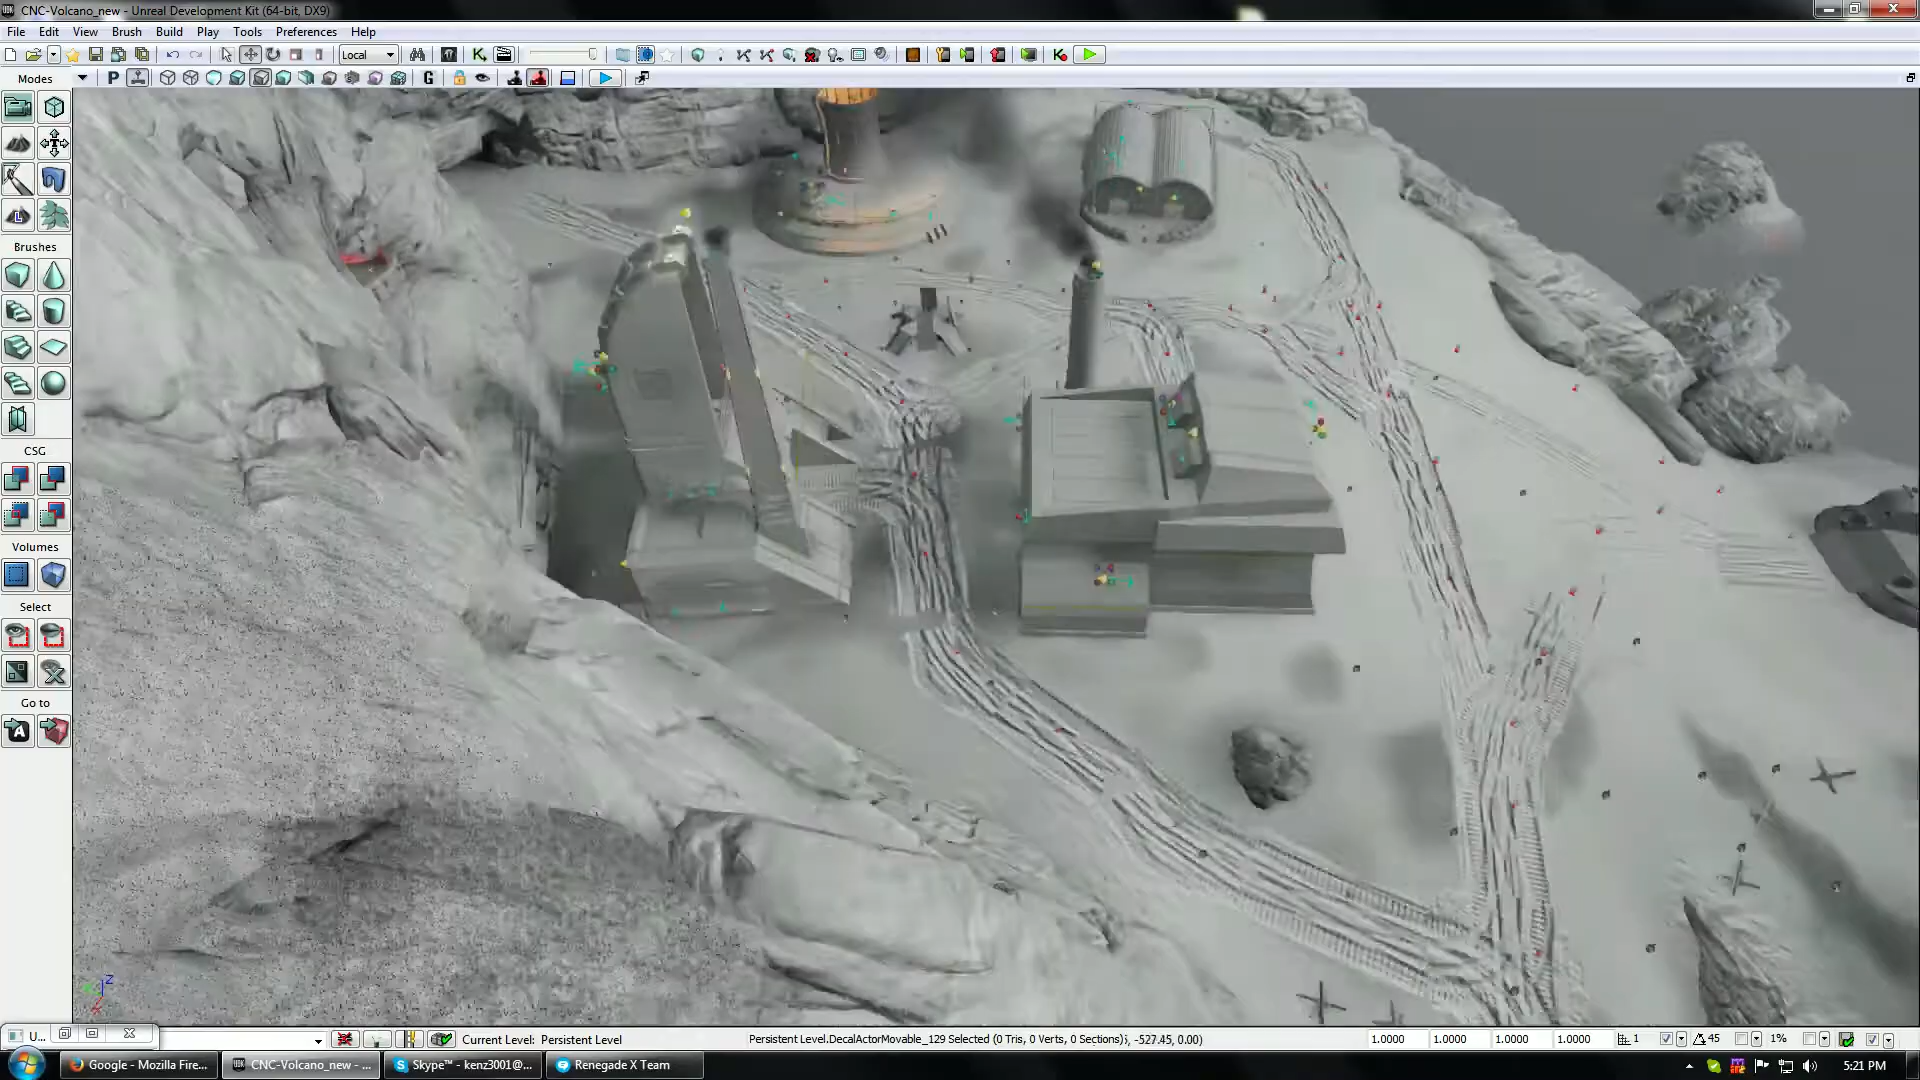 CNC-Volcano_new - Unreal Development Kit (64-bit, DX9)
File Edit View Brush Build Play Preferences Help
Local
Modes
P
G
Brushes
CSG
Volumes
Select
Go to
U...
Current Level: Persistent Level
Persistent Level.DecalActorMovable_129 Selected (0 Tris, 0 Verts, 0 Sections)}, -527.45, 0.00)
1.0000 1.0000 1.0000 1.0000
1
45
1%
Google - Mozilla Fire...
CNC-Volcano_new - ...
Skype™ - kenz3001@...
Renegade X Team
5:21 PM